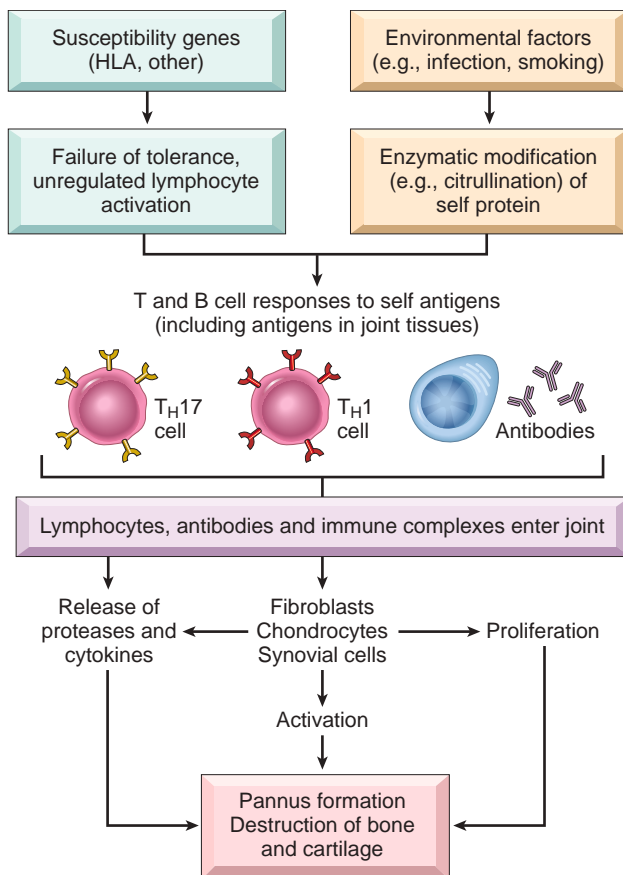 Susceptibility genes
(HLA, other)
Environmental factors
(e.g., infection, smoking)
Failure of tolerance,
unregulated lymphocyte
activation
Enzymatic modification
(e.g., citrullination) of
self protein
T and B cell responses to self antigens
(including antigens in joint tissues)
TH17
cell
TH1
cell
Antibodies
Lymphocytes, antibodies and immune complexes enter joint
Release of
proteases and
cytokines
Fibroblasts
Chondrocytes
Synovial cells
Proliferation
Activation
Pannus formation
Destruction of bone
and cartilage